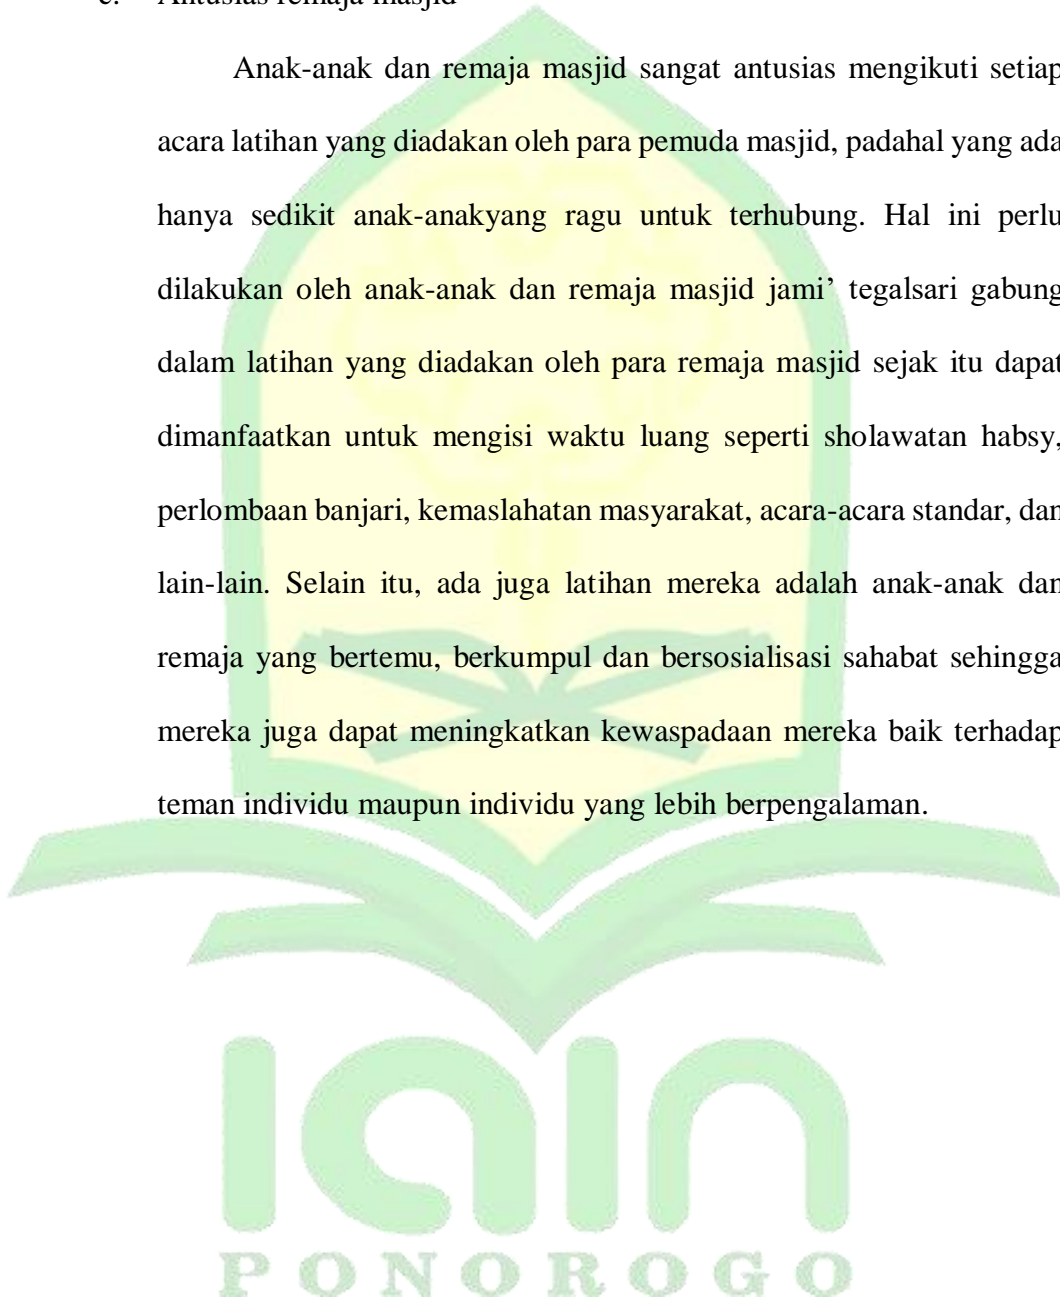 Antusias remaja masjid
Anak-anak dan remaja masjid sangat antusias mengikuti setiap
acara latihan yang diadakan oleh para pemuda masjid, padahal yang ada
hanya sedikit anak-anakyang ragu untuk terhubung. Hal ini perlu
dilakukan oleh anak-anak dan remaja masjid jami’ tegalsari gabung
dalam latihan yang diadakan oleh para remaja masjid sejak itu dapat
dimanfaatkan untuk mengisi waktu luang seperti sholawatan habsy,
perlombaan banjari, kemaslahatan masyarakat, acara-acara standar, dan
lain-lain. Selain itu, ada juga latihan mereka adalah anak-anak dan
remaja yang bertemu, berkumpul dan bersosialisasi sahabat sehingga
mereka juga dapat meningkatkan kewaspadaan mereka baik terhadap
teman individu maupun individu yang lebih berpengalaman.
IAIN
PONOROGO